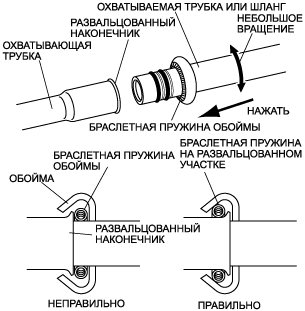 ОХВАТЫВАЕМАЯ ТРУБКА ИЛИ ШЛАНГ
РАЗВАЛЬЦОВАННЫЙ
НАКОНЕЧНИК
НЕБОЛЬШОЕ
ВРАЩЕНИЕ
ОХВАТЫВАЮЩАЯ
ТРУБКА
НАЖАТЬ
БРАСЛЕТНАЯ ПРУЖИНА ОБОЙМЫ
БРАСЛЕТНАЯ ПРУЖИНА
ОБОЙМЫ
ОБОЙМА
БРАСЛЕТНАЯ ПРУЖИНА
НА РАЗВАЛЬЦОВАННОМ
УЧАСТКЕ
РАЗВАЛЬЦОВАННЫЙ
НАКОНЕЧНИК
НЕПРАВИЛЬНО
ПРАВИЛЬНО